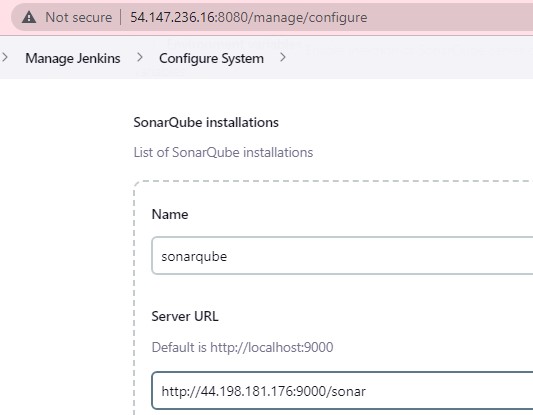 Not secure 54.147.236.16:8080/manage/configure
Manage Jenkins Configure System
SonarQube installations
List of SonarQube installations
Name
sonarqube
Server URL
Default is http://localhost:9000
http://44.198.181.176:9000/sonar